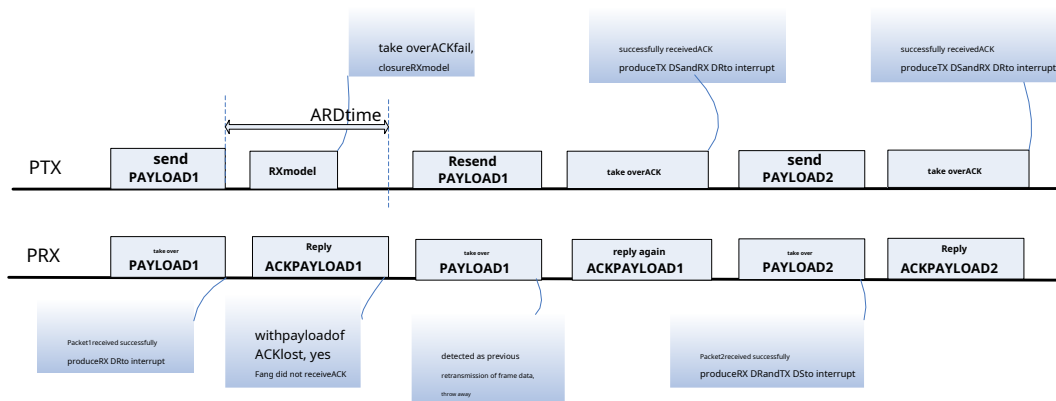 take overACKfail,
closureRXmodel
successfully receivedACK
produceTX DSandRX DRto interrupt
successfully receivedACK
produceTX DSandRX DRto interrupt
ARDtime
PTX
send
PAYLOAD1
RXmodel
Resend
PAYLOAD1
take overACK
send
PAYLOAD2
take overACK
PRX
take over
PAYLOAD1
Reply
ACKPAYLOAD1
take over
PAYLOAD1
reply again
ACKPAYLOAD1
take over
PAYLOAD2
Reply
ACKPAYLOAD2
Packet1received successfully
produceRX DRto interrupt
withpayloadof
ACKlost, yes
Fang did not receiveACK
detected as previous
retransmission of frame data,
throw away
Packet2received successfully
produceRX DRandTX DSto interrupt